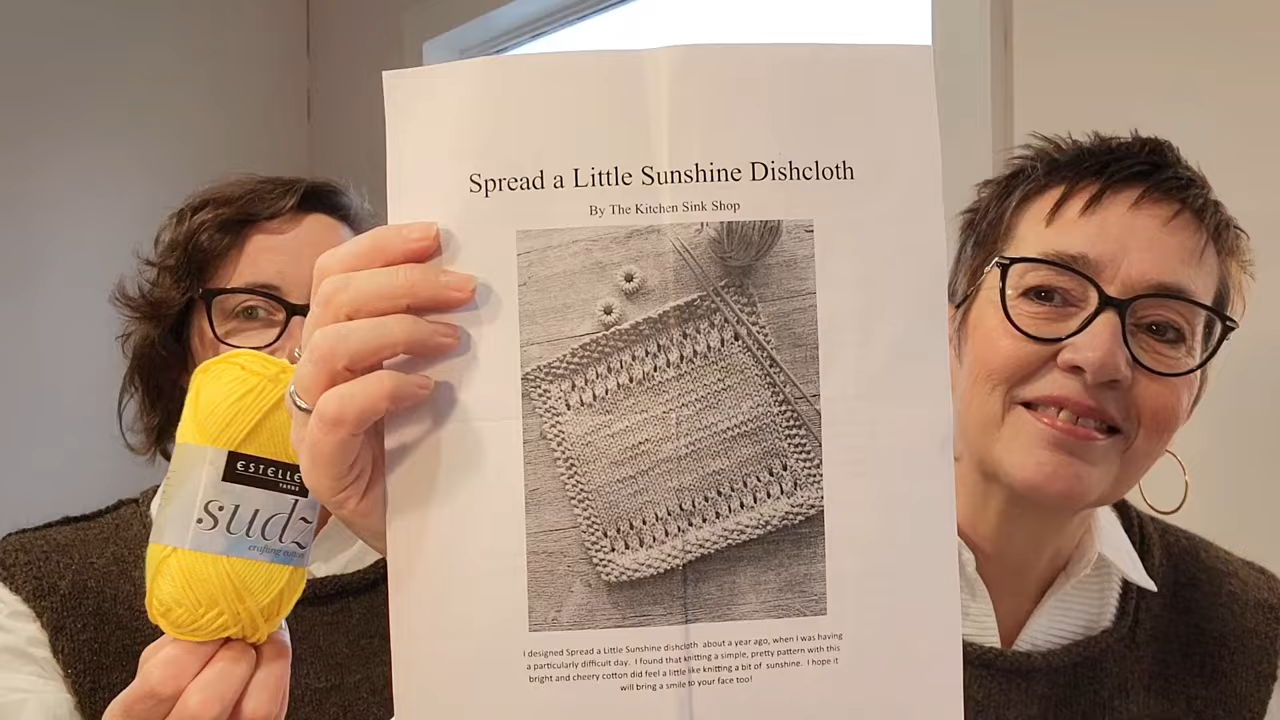 Spread a Little Sunshine Dishcloth
By The Kitchen Sink Shop
I designed Spread a Little Sunshine dishcloth about a year ago, when I was having
a particularly difficult day. I found that knitting a simple, pretty pattern with this
bright and cheery cotton did feel a little like knitting a bit of sunshine. I hope it
will bring a smile to your face too!
ESTELLE
YARNS
sudz
crafting